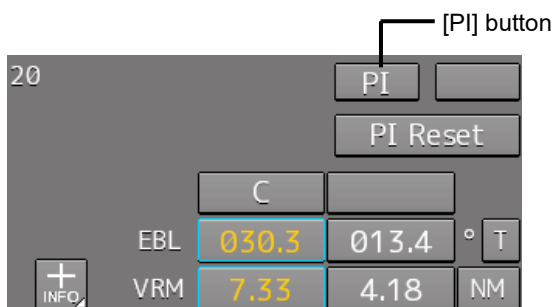 [PI] button
20 PI
PI Reset
C
EBL 030.3 013.4 ° T
+
INFO VRM 7.33 4.18 NM